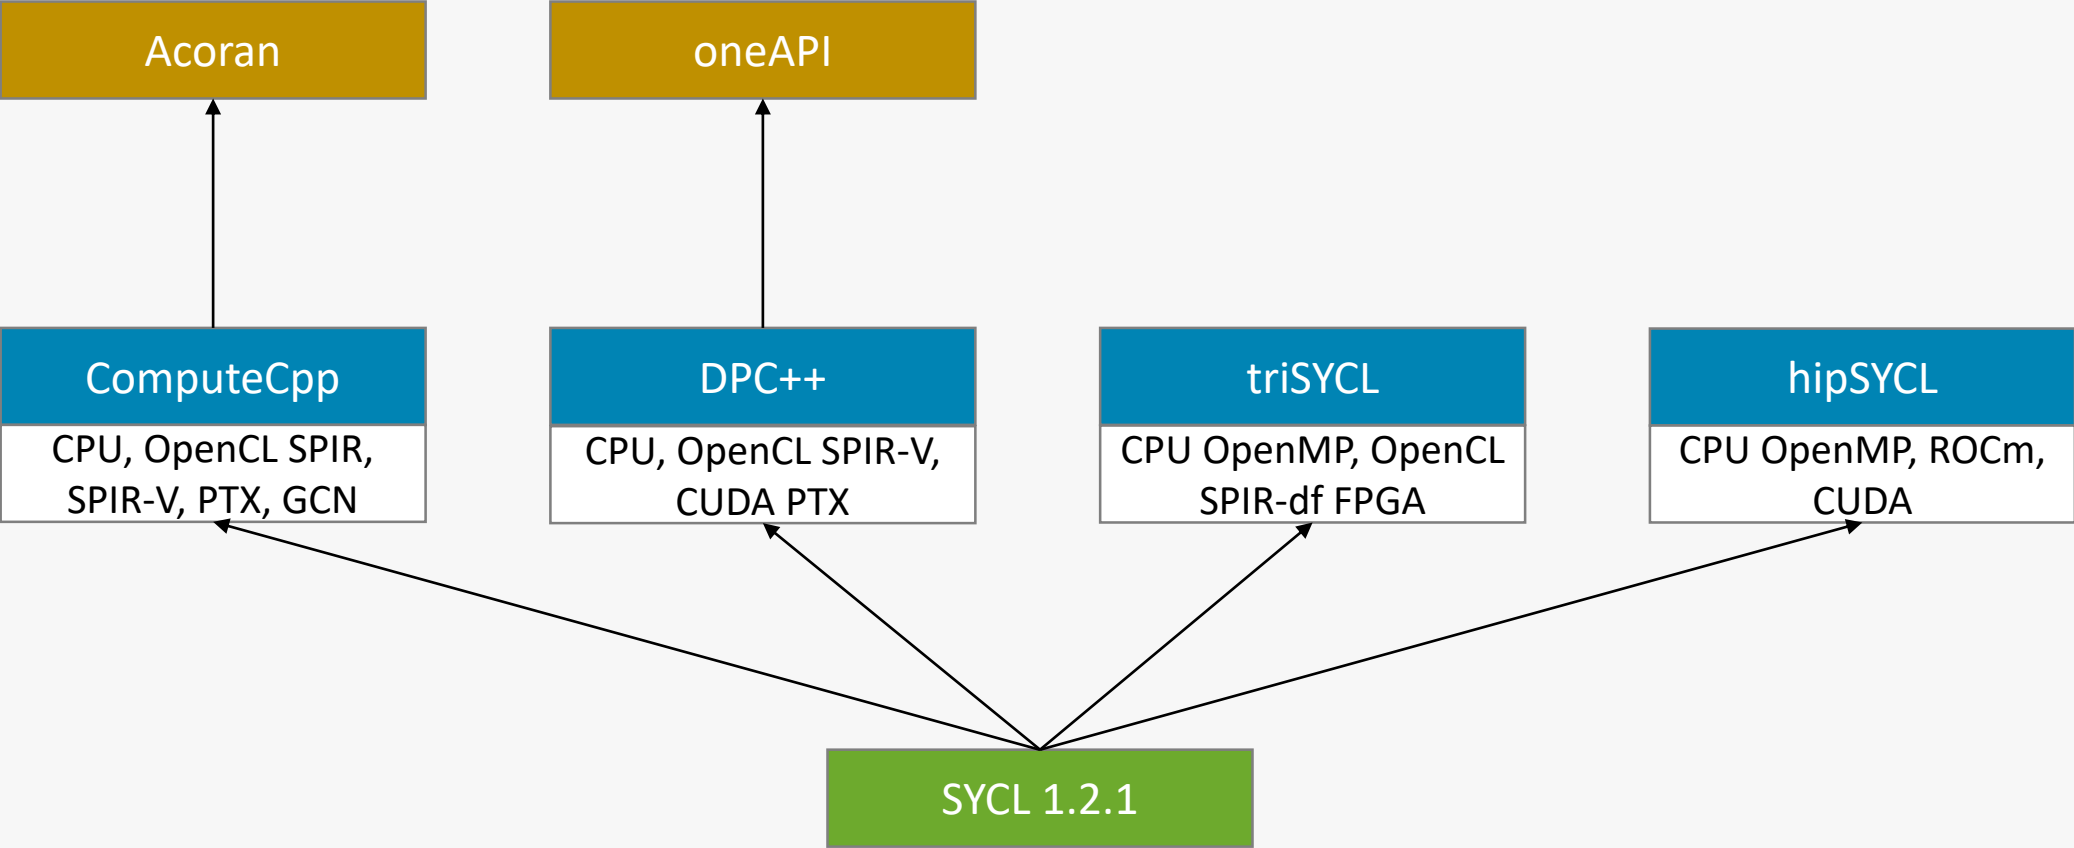 Acoran
oneAPI
ComputeCpp
CPU, OpenCL SPIR,
SPIR-V, PTX, GCN
DPC++
CPU, OpenCL SPIR-V,
CUDA PTX
triSYCL
CPU OpenMP, OpenCL
SPIR-df FPGA
hipSYCL
CPU OpenMP, ROCm,
CUDA
SYCL 1.2.1